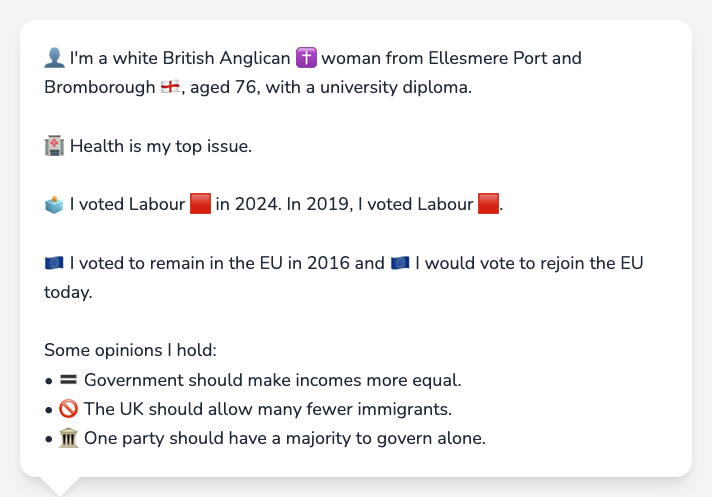 👤 I'm a white British Anglican ✝️ woman from Ellesmere Port and
Bromborough 🏴󠁧󠁢󠁥󠁮󠁧󠁿, aged 76, with a university diploma.
🏥 Health is my top issue.
🗳️ I voted Labour 🟥 in 2024. In 2019, I voted Labour 🟥.
🇪🇺 I voted to remain in the EU in 2016 and 🇪🇺 I would vote to rejoin the EU
today.
Some opinions I hold:
• 🟰 Government should make incomes more equal.
• 🚫 The UK should allow many fewer immigrants.
• 🏛️ One party should have a majority to govern alone.